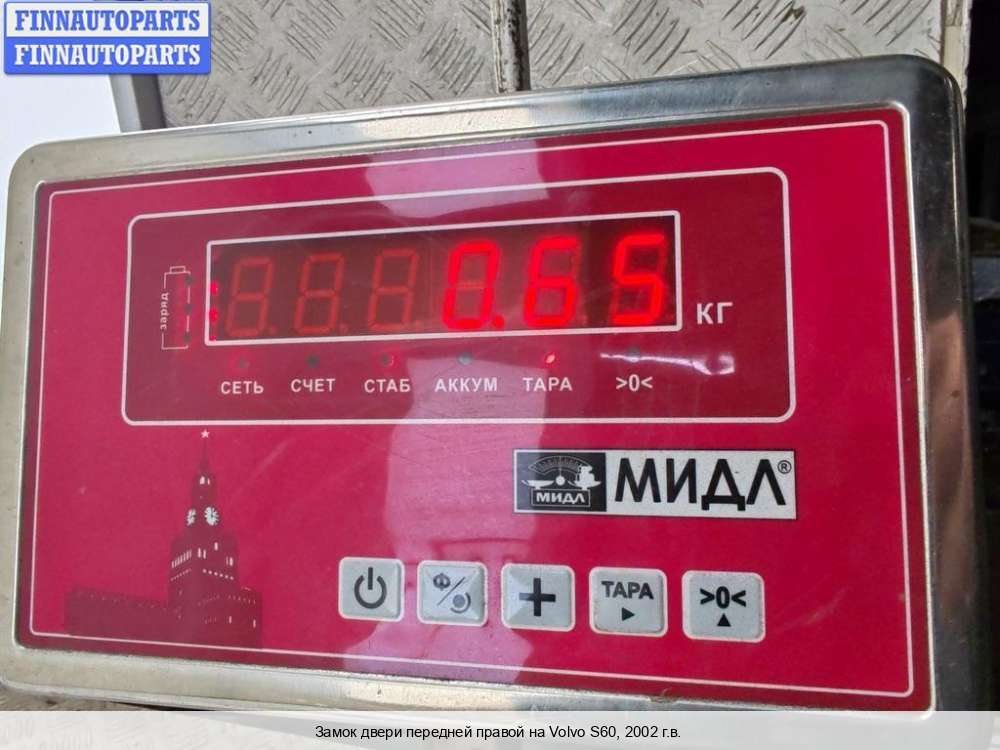 FINNAUTOPARTS
FINNAUTOPARTS
заряд
0.65
КГ
СЕТЬ СЧЕТ СТАБ АККУМ ТАРА >0<
МИДЛ
МИДЛ®
Ф
+
ТАРА
>0<
Замок двери передней правой на Volvo S60, 2002 г.в.